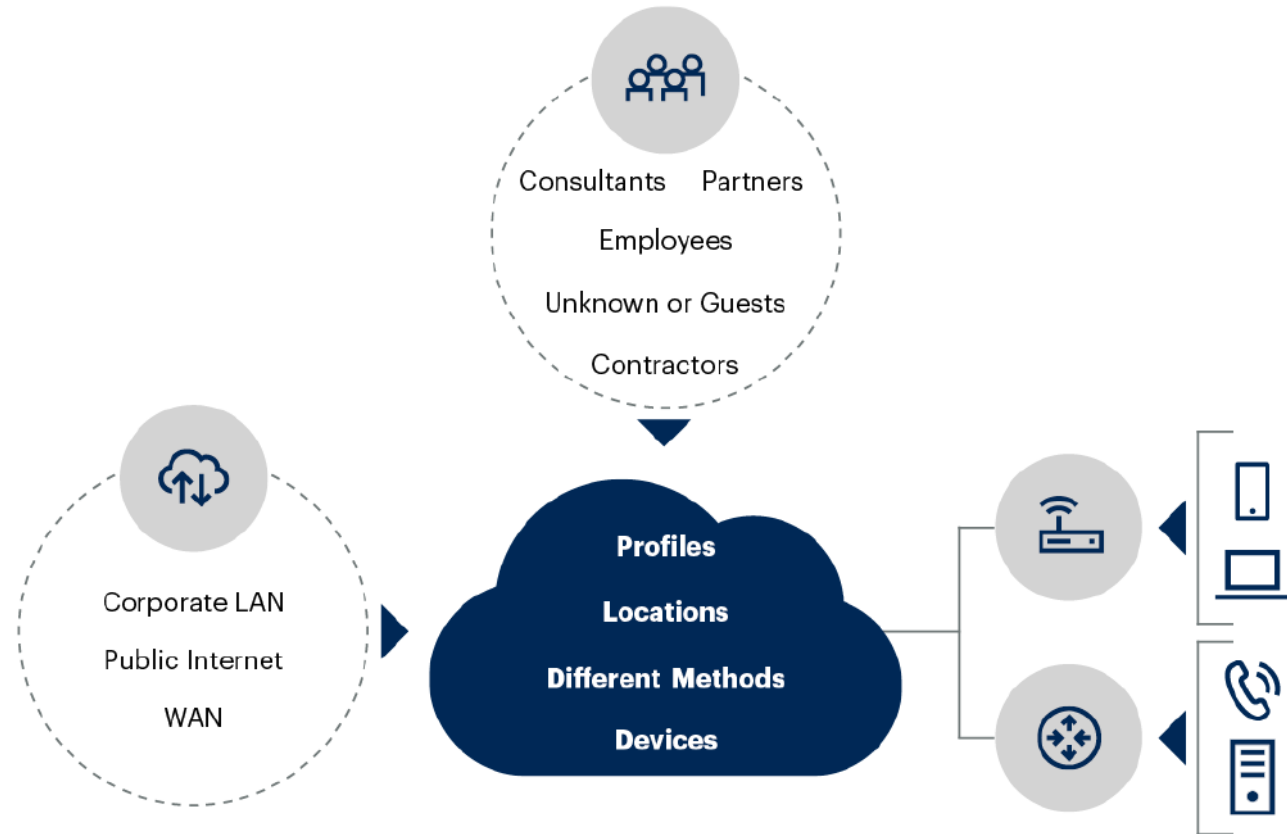 Consultants Partners
Employees
Unknown or Guests
Contractors
Corporate LAN
Public Internet
WAN
Profiles
Locations
Different Methods
Devices